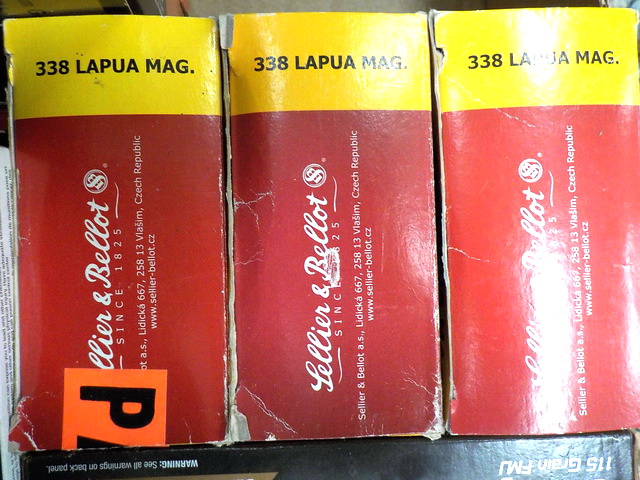 338 LAPUA MAG.
llier & Bellot
SINCE 1825
ot a.s., Lidická 667, 258 13 Vlašim, Czech Republic
www.sellier-bellot.cz
PA
338 LAPUA MAG.
Sellier & Bellot
SINCE 1825
Sellier & Bellot a.s., Lidická 667, 258 13 Vlašim, Czech Republic
www.sellier-bellot.cz
338 LAPUA MAG.
Sellier & Bellot
Sellier & Bellot a.s., Lidická 667, 258 13 Vlašim, Czech Republic
www.sellier-bellot.cz
WARNING: See all warnings on back panel.
115 Grain FMJ